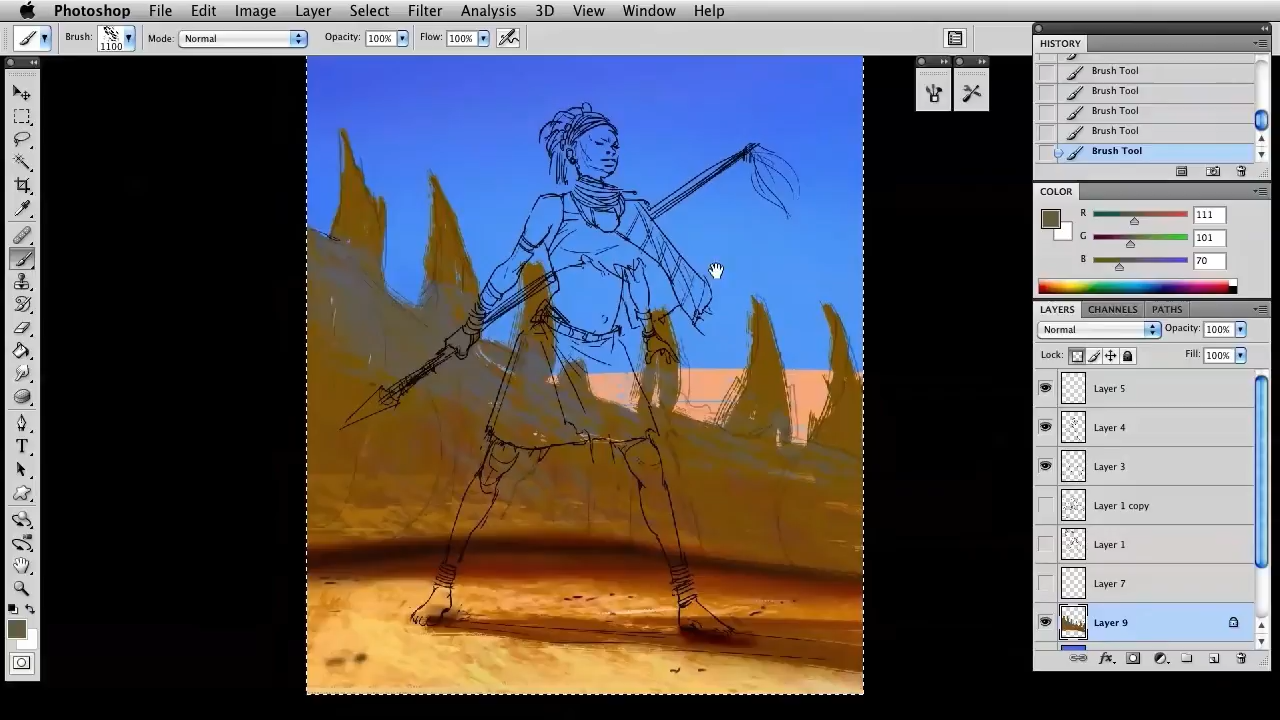 Photoshop File Edit Image Layer Select Filter Analysis 3D View Window Help
Brush: 1100 Mode: Normal Opacity: 100% Flow: 100%
HISTORY
Brush Tool
Brush Tool
Brush Tool
Brush Tool
Brush Tool
COLOR
R 111
G 101
B 70
LAYERS CHANNELS PATHS
Normal Opacity: 100%
Lock: Fill: 100%
Layer 5
Layer 4
Layer 3
Layer 1 copy
Layer 1
Layer 7
Layer 9